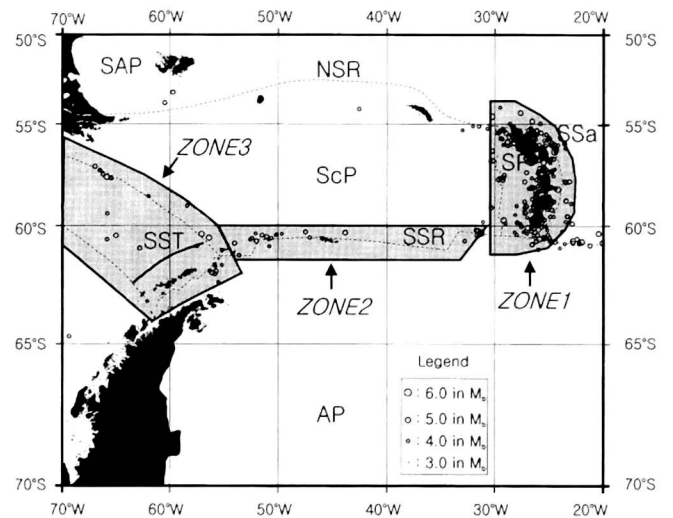 70°W 60°W 50°W 40°W 30°W 20°W
50°S 50°S
SAP NSR
55°S 55°S
SSa
ZONE3 SP
ScP
60°S 60°S
SST SSR
ZONE2 ZONE1
65°S 65°S
Legend
: 6.0 in Mb
AP : 5.0 in Mb
: 4.0 in Mb
: 3.0 in Mb
70°S 70°S
70°W 60°W 50°W 40°W 30°W 20°W